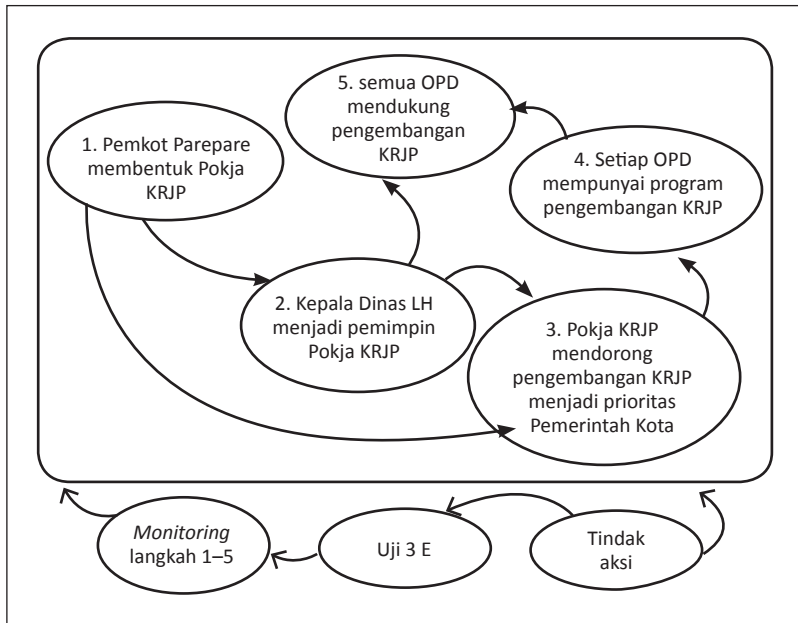 1. Pemkot Parepare
membentuk Pokja
KRJP
5. semua OPD
mendukung
pengembangan
KRJP
4. Setiap OPD
mempunyai program
pengembangan KRJP
2. Kepala Dinas LH
menjadi pemimpin
Pokja KRJP
3. Pokja KRJP
mendorong
pengembangan KRJP
menjadi prioritas
Pemerintah Kota
Monitoring
langkah 1–5
Uji 3 E
Tindak
aksi